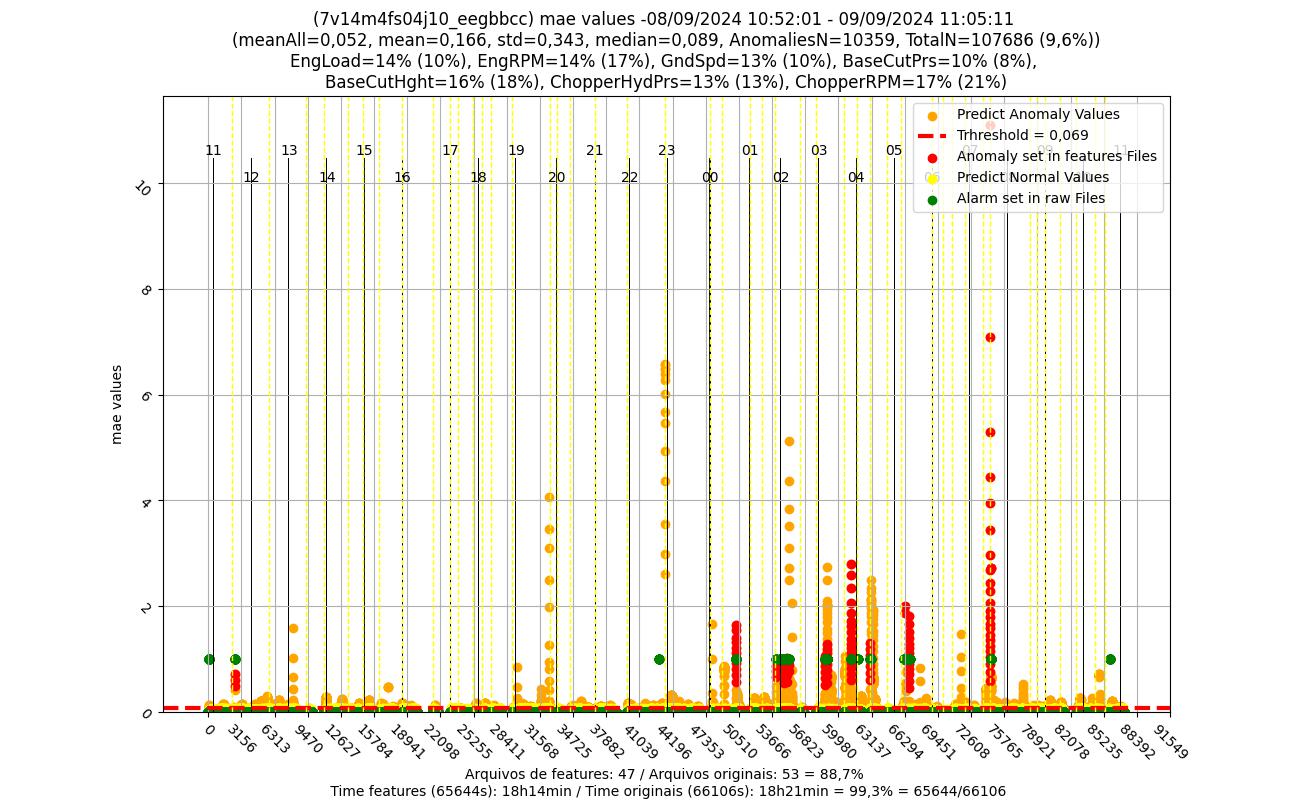 (7v14m4fs04j10_eegbbcc) mae values -08/09/2024 10:52:01 - 09/09/2024 11:05:11
(meanAll=0,052, mean=0,166, std=0,343, median=0,089, AnomaliesN=10359, TotalN=107686 (9,6%))
EngLoad=14% (10%), EngRPM=14% (17%), GndSpd=13% (10%), BaseCutPrs=10% (8%),
BaseCutHght=16% (18%), ChopperHydPrs=13% (13%), ChopperRPM=17% (21%)
Predict Anomaly Values
Trhreshold = 0,069
Anomaly set in features Files
Predict Normal Values
Alarm set in raw Files
11 13 15 17 19 21 23 01 03 05 07 09 11
12 14 16 18 20 22 00 02 04 06
10
8
6
4
2
0
mae values
0 3156 6313 9470 12627 15784 18941 22098 25255 28411 31568 34725 37882 41039 44196 47353 50510 53666 56823 59980 63137 66294 69451 72608 75765 78921 82078 85235 88392 91549
Arquivos de features: 47 / Arquivos originais: 53 = 88,7%
Time features (65644s): 18h14min / Time originais (66106s): 18h21min = 99,3% = 65644/66106